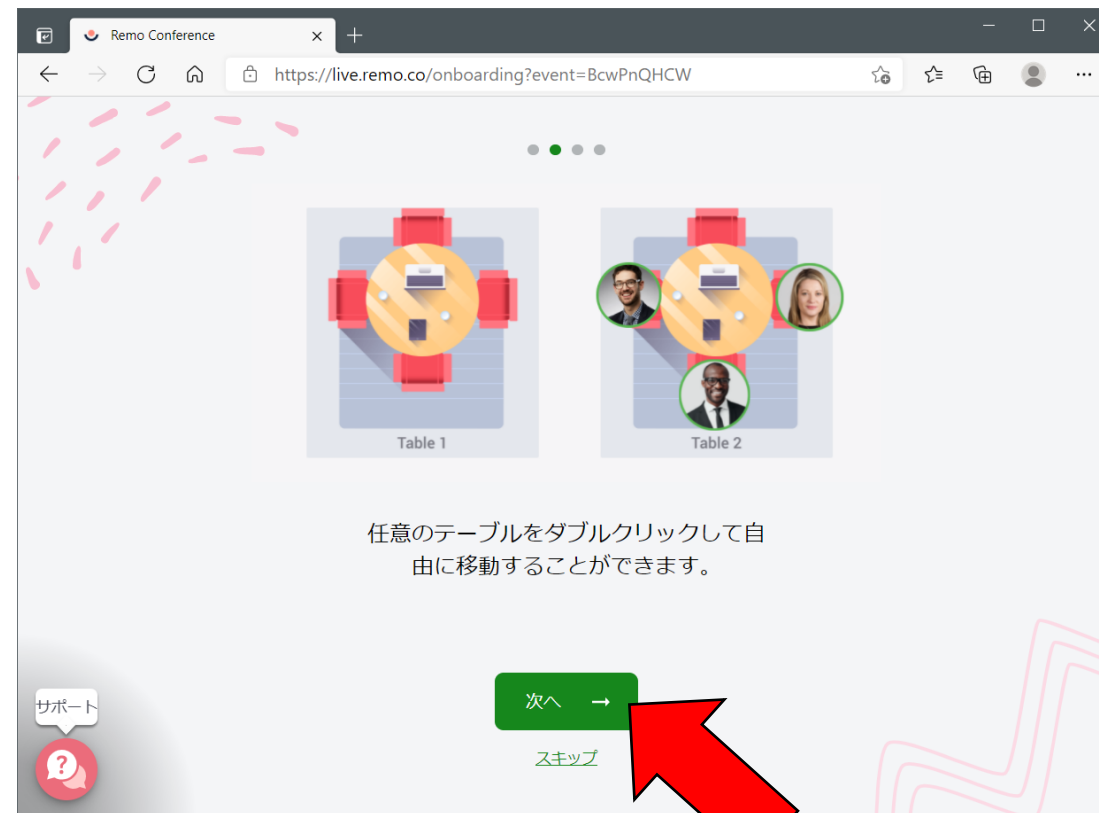 Remo Conference
https://live.remo.co/onboarding?event=BcwPnQHCW
Table 1
Table 2
任意のテーブルをダブルクリックして自
由に移動することができます。
次へ →
スキップ
サポート
?